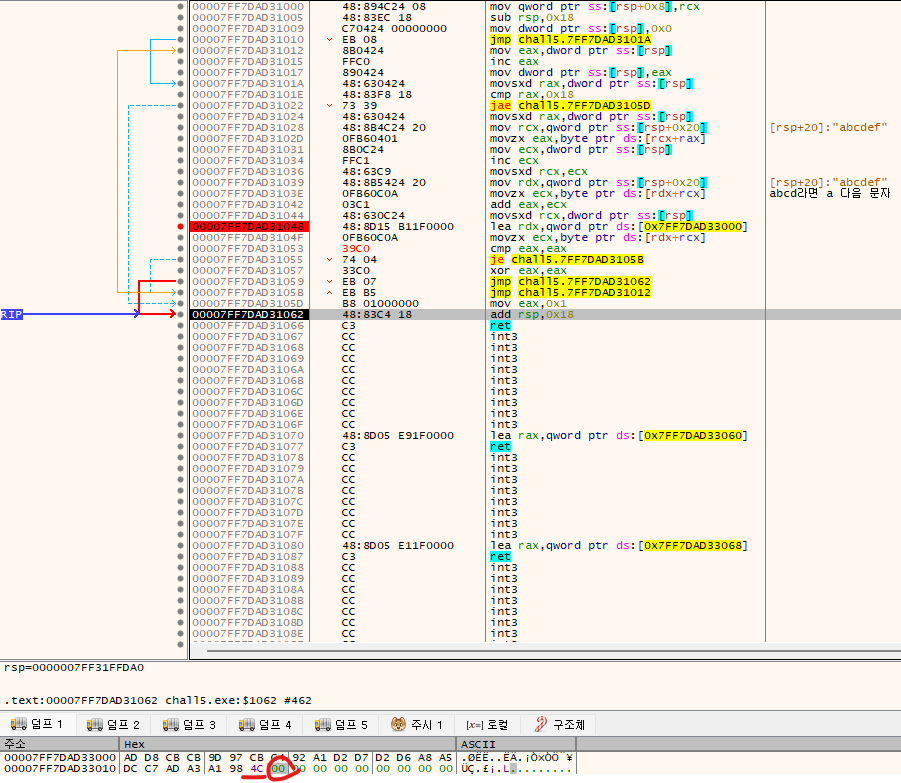 00007FF7DAD31000 48:894C24 08 mov qword ptr ss:[rsp+0x8],rcx
00007FF7DAD31005 48:83EC 18 sub rsp,0x18
00007FF7DAD31009 C70424 00000000 mov dword ptr ss:[rsp],0x0
00007FF7DAD31010 EB 08 jmp chall5.7FF7DAD3101A
00007FF7DAD31012 8B0424 mov eax,dword ptr ss:[rsp]
00007FF7DAD31015 FFC0 inc eax
00007FF7DAD31017 890424 mov dword ptr ss:[rsp],eax
00007FF7DAD3101A 48:630424 movsxd rax,dword ptr ss:[rsp]
00007FF7DAD3101E 48:83F8 18 cmp rax,0x18
00007FF7DAD31022 73 39 jae chall5.7FF7DAD3105D
00007FF7DAD31024 48:630424 movsxd rax,dword ptr ss:[rsp]
00007FF7DAD31028 48:8B4C24 20 mov rcx,qword ptr ss:[rsp+0x20] [rsp+20]:"abcdef"
00007FF7DAD3102D 0FB60401 movzx eax,byte ptr ds:[rcx+rax]
00007FF7DAD31031 8B0C24 mov ecx,dword ptr ss:[rsp]
00007FF7DAD31034 FFC1 inc ecx
00007FF7DAD31036 48:63C9 movsxd rcx,ecx
00007FF7DAD31039 48:8B5424 20 mov rdx,qword ptr ss:[rsp+0x20] [rsp+20]:"abcdef"
00007FF7DAD3103E 0FB60C0A movzx ecx,byte ptr ds:[rdx+rcx] abcd라면 a 다음 문자
00007FF7DAD31042 03C1 add eax,ecx
00007FF7DAD31044 48:630C24 movsxd rcx,dword ptr ss:[rsp]
00007FF7DAD31048 48:8D15 B11F0000 lea rdx,qword ptr ds:[0x7FF7DAD33000]
00007FF7DAD3104F 0FB60C0A movzx ecx,byte ptr ds:[rdx+rcx]
00007FF7DAD31053 39C0 cmp eax,eax
00007FF7DAD31055 74 04 je chall5.7FF7DAD3105B
00007FF7DAD31057 33C0 xor eax,eax
00007FF7DAD31059 EB 07 jmp chall5.7FF7DAD31062
00007FF7DAD3105B EB B5 jmp chall5.7FF7DAD31012
00007FF7DAD3105D B8 01000000 mov eax,0x1
RIP 00007FF7DAD31062 48:83C4 18 add rsp,0x18
00007FF7DAD31066 C3 ret
00007FF7DAD31067 CC int3
00007FF7DAD31068 CC int3
00007FF7DAD31069 CC int3
00007FF7DAD3106A CC int3
00007FF7DAD3106B CC int3
00007FF7DAD3106C CC int3
00007FF7DAD3106D CC int3
00007FF7DAD3106E CC int3
00007FF7DAD3106F CC int3
00007FF7DAD31070 48:8D05 E91F0000 lea rax,qword ptr ds:[0x7FF7DAD33060]
00007FF7DAD31077 C3 ret
00007FF7DAD31078 CC int3
00007FF7DAD31079 CC int3
00007FF7DAD3107A CC int3
00007FF7DAD3107B CC int3
00007FF7DAD3107C CC int3
00007FF7DAD3107D CC int3
00007FF7DAD3107E CC int3
00007FF7DAD3107F CC int3
00007FF7DAD31080 48:8D05 E11F0000 lea rax,qword ptr ds:[0x7FF7DAD33068]
00007FF7DAD31087 C3 ret
00007FF7DAD31088 CC int3
00007FF7DAD31089 CC int3
00007FF7DAD3108A CC int3
00007FF7DAD3108B CC int3
00007FF7DAD3108C CC int3
00007FF7DAD3108D CC int3
00007FF7DAD3108E CC int3
rsp=0000007FF31FFDA0
.text:00007FF7DAD31062 chall5.exe:$1062 #462
덤프 1 덤프 2 덤프 3 덤프 4 덤프 5 주시 1 [x=] 로컬 구조체
주소 Hex ASCII
00007FF7DAD33000 AD D8 CB CB 9D 97 CB C4 92 A1 D2 D7 D2 D6 A8 A5 .ØËË..ËÄ.¡Ò×ÒÖ¨¥
00007FF7DAD33010 DC C7 AD A3 A1 98 4C 00 00 00 00 00 00 00 00 00 ÜÇ.£¡.L.........